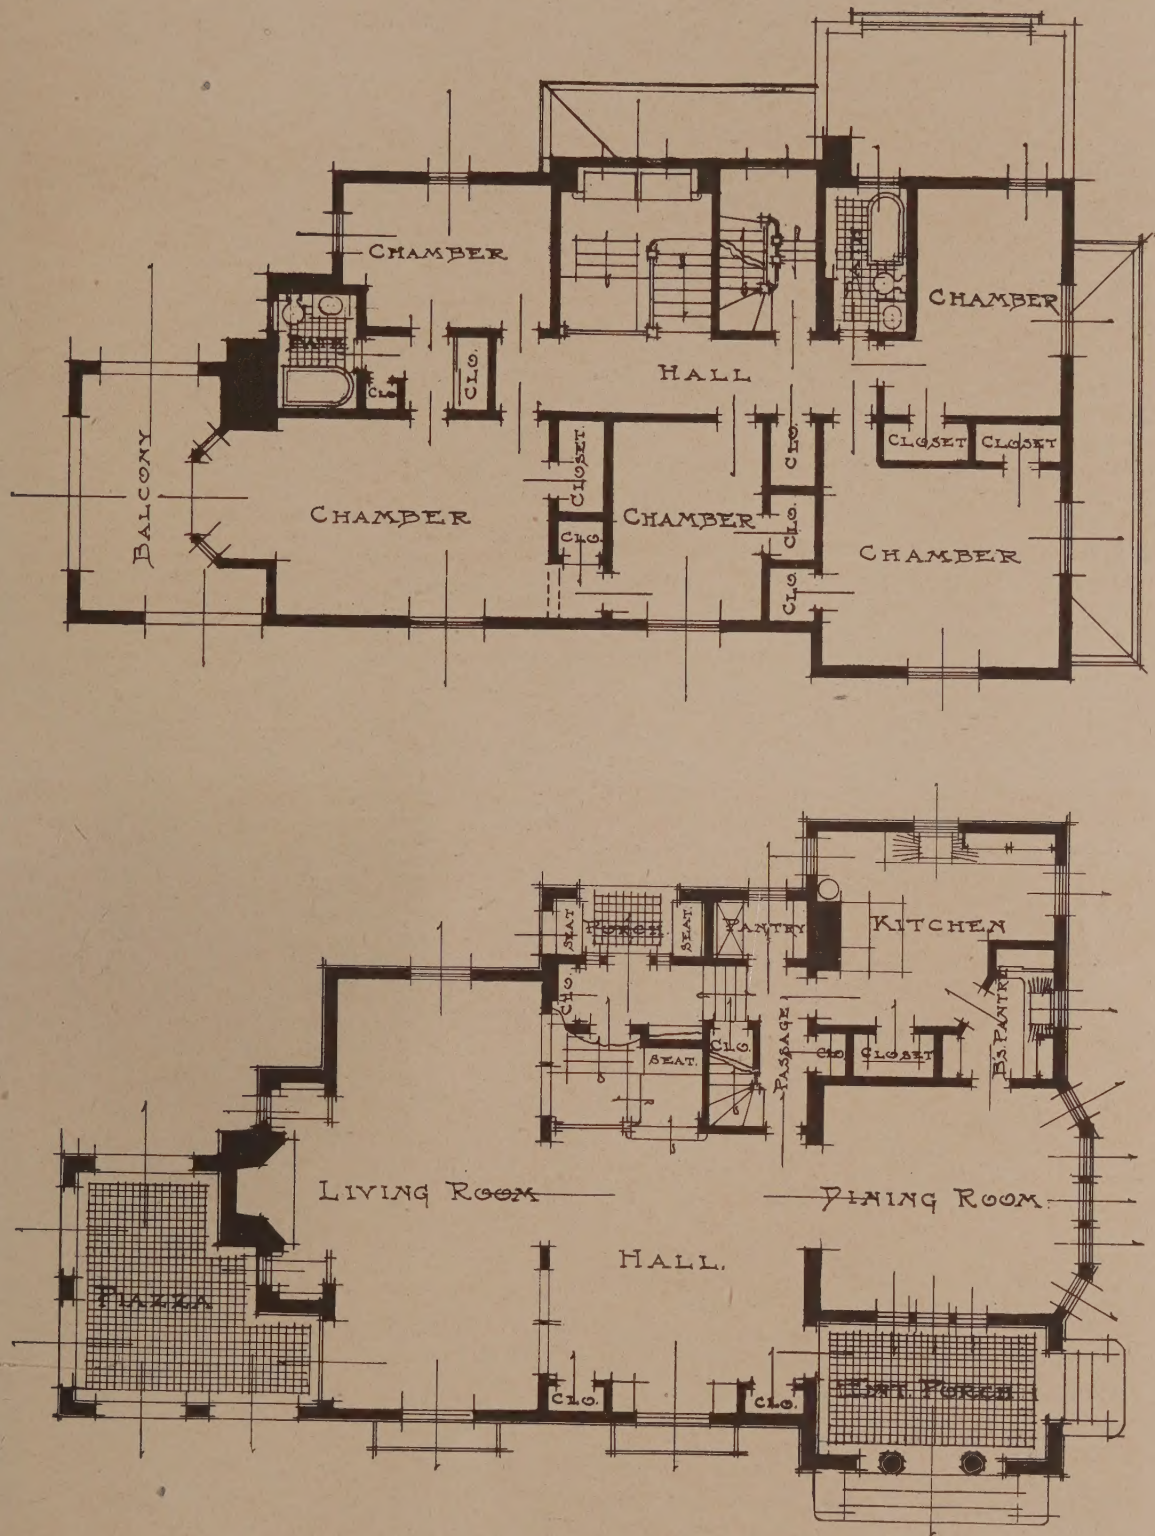 CHAMBER
BATH
CHAMBER
BATH
CLO.
CLO.
HALL
BALCONY
CLOSET.
CLO.
CLOSET
CLOSET
CHAMBER
CHAMBER
CLO.
CLO.
CLO.
CHAMBER
SEAT
PORCH
SEAT.
PANTRY
KITCHEN
CLO.
CLO.
SEAT.
PASSAGE
CLO.
CLOSET
B'S. PANTRY
LIVING ROOM
DINING ROOM.
HALL.
PIAZZA
CLO.
CLO.
ENT. PORCH